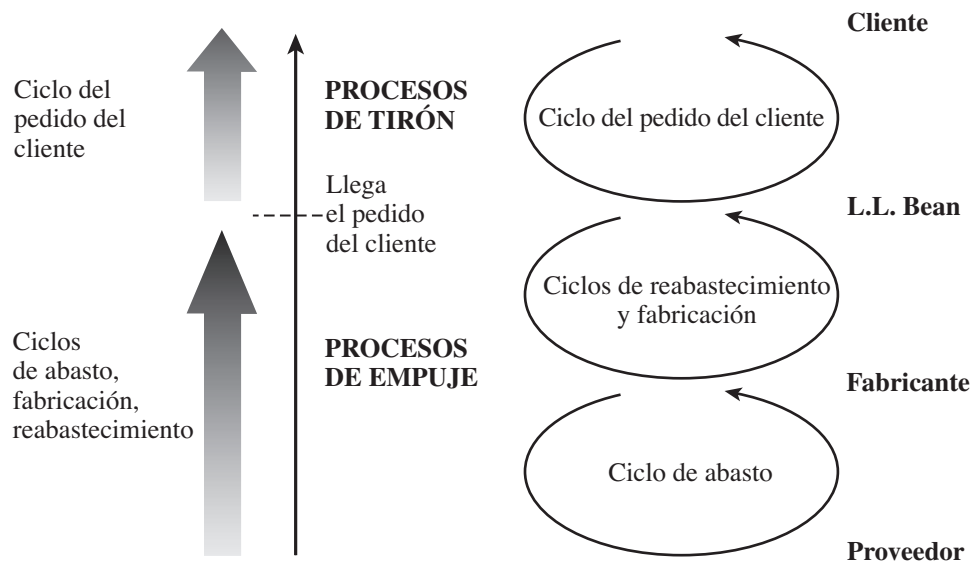 Ciclo del
pedido del
cliente
PROCESOS
DE TIRÓN
Llega
el pedido
del cliente
Ciclos
de abasto,
fabricación,
reabastecimiento
PROCESOS
DE EMPUJE
Cliente
Ciclo del pedido del cliente
L.L. Bean
Ciclos de reabastecimiento
y fabricación
Fabricante
Ciclo de abasto
Proveedor